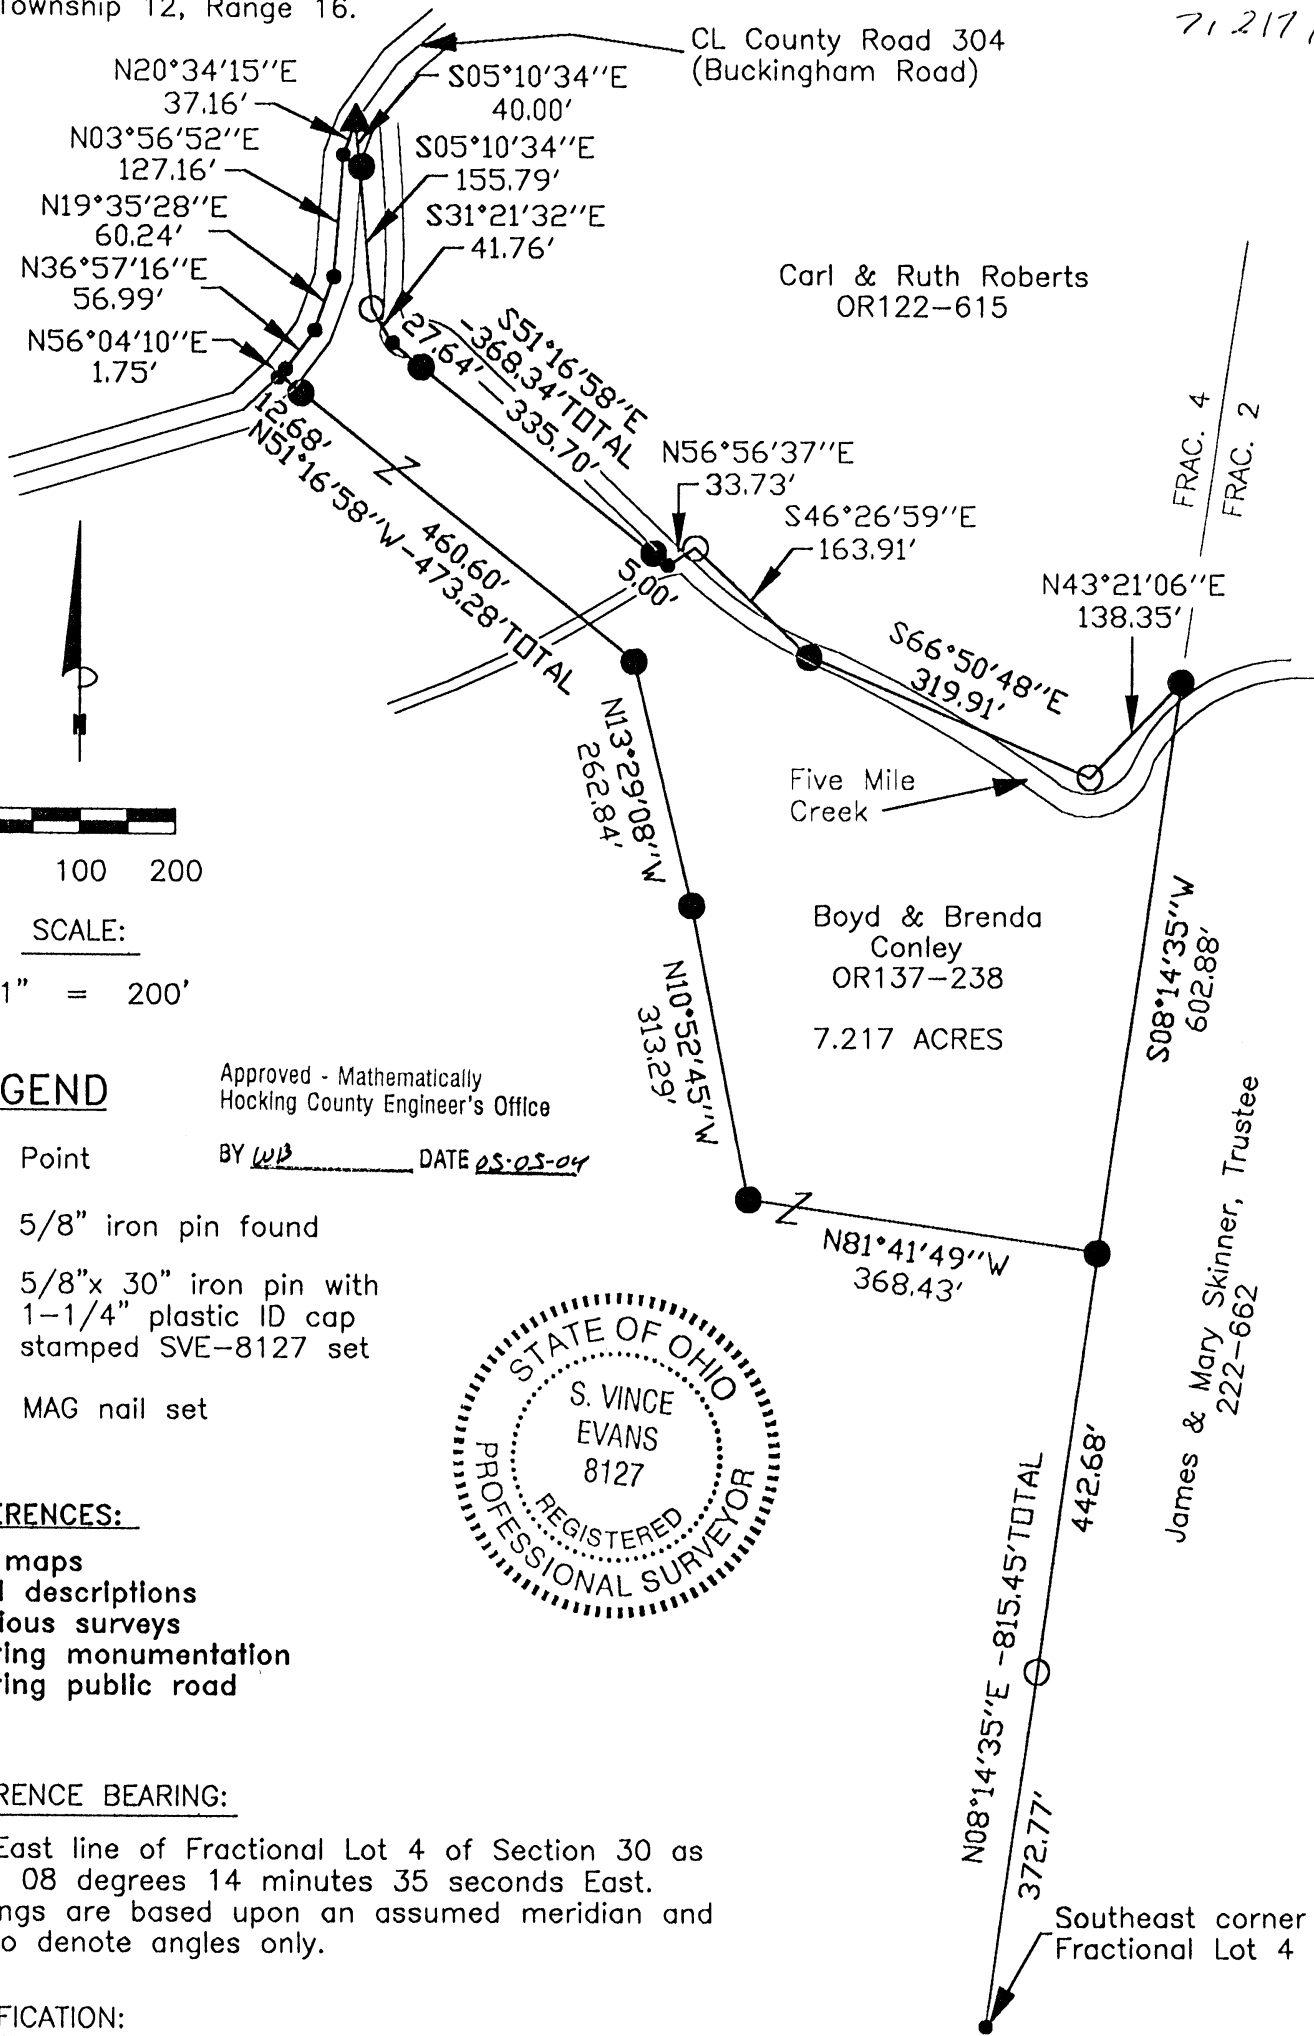 Township 12, Range 16.
7.217
CL County Road 304
(Buckingham Road)
N20°34'15"E
37.16'
S05°10'34"E
40.00'
N03°56'52"E
127.16'
S05°10'34"E
155.79'
N19°35'28"E
60.24'
S31°21'32"E
41.76'
N36°57'16"E
56.99'
N56°04'10"E
1.75'
Carl & Ruth Roberts
OR122-615
S51°16'58"E
-368.34'TOTAL
27.64'
335.70'
12.68'
N51°16'58"W-473.28'TOTAL
460.60'
5.00'
N56°56'37"E
33.73'
S46°26'59"E
163.91'
FRAC. 4
FRAC. 2
N43°21'06"E
138.35'
S66°50'48"E
319.91'
Five Mile
Creek
N
N13°29'08"W
262.84'
100 200
SCALE:
1" = 200'
Boyd & Brenda
Conley
OR137-238
7.217 ACRES
S08°14'35"W
602.88'
N10°52'45"W
313.29'
GEND
Approved - Mathematically
Hocking County Engineer's Office
BY WB DATE 05-05-04
Point
5/8" iron pin found
5/8"x 30" iron pin with
1-1/4" plastic ID cap
stamped SVE-8127 set
MAG nail set
N81°41'49"W
368.43'
James & Mary Skinner, Trustee
222-662
STATE OF OHIO
S. VINCE
EVANS
8127
REGISTERED
PROFESSIONAL SURVEYOR
N08°14'35"E -815.45'TOTAL
442.68'
372.77'
ERENCES:
maps
descriptions
ious surveys
ing monumentation
ing public road
RENCE BEARING:
East line of Fractional Lot 4 of Section 30 as
08 degrees 14 minutes 35 seconds East.
ngs are based upon an assumed meridian and
o denote angles only.
Southeast corner
Fractional Lot 4
FICATION: